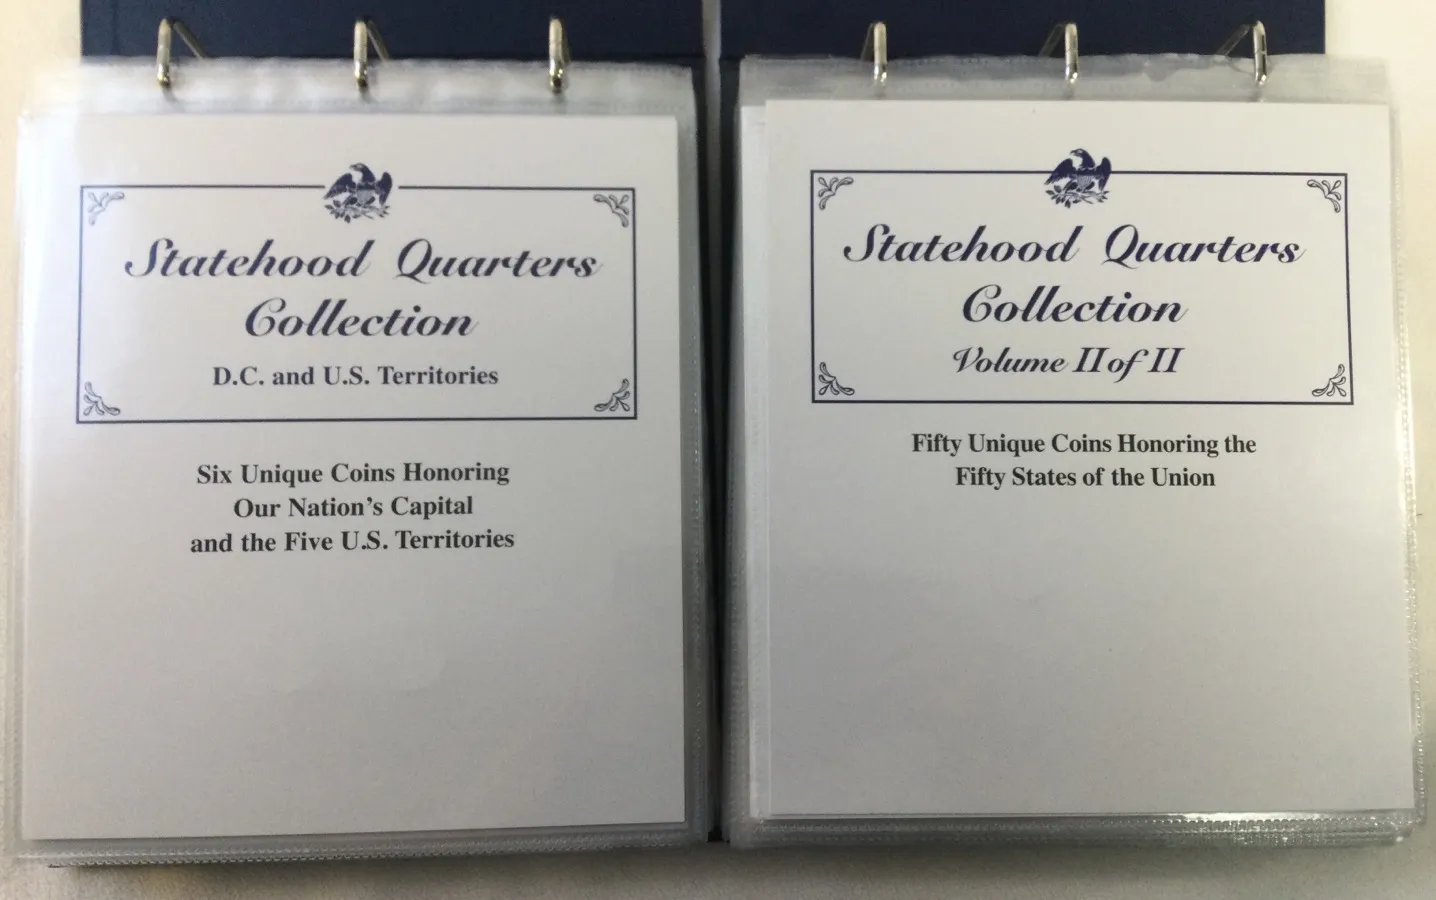 Statehood Quarters
Collection
D.C. and U.S. Territories
Six Unique Coins Honoring
Our Nation's Capital
and the Five U.S. Territories
Statehood Quarters
Collection
Volume II of II
Fifty Unique Coins Honoring the
Fifty States of the Union